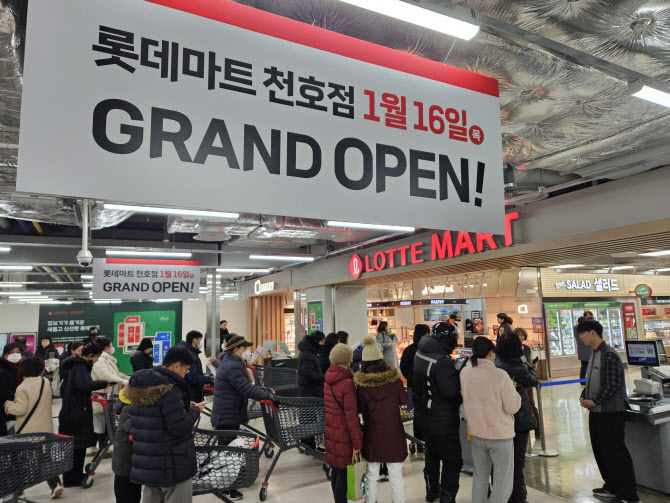 롯데마트 천호점 1월 16일 목
GRAND OPEN!
LOTTE MART
롯데마트 천호점 1월 16일
GRAND OPEN!
SALAD 샐러드